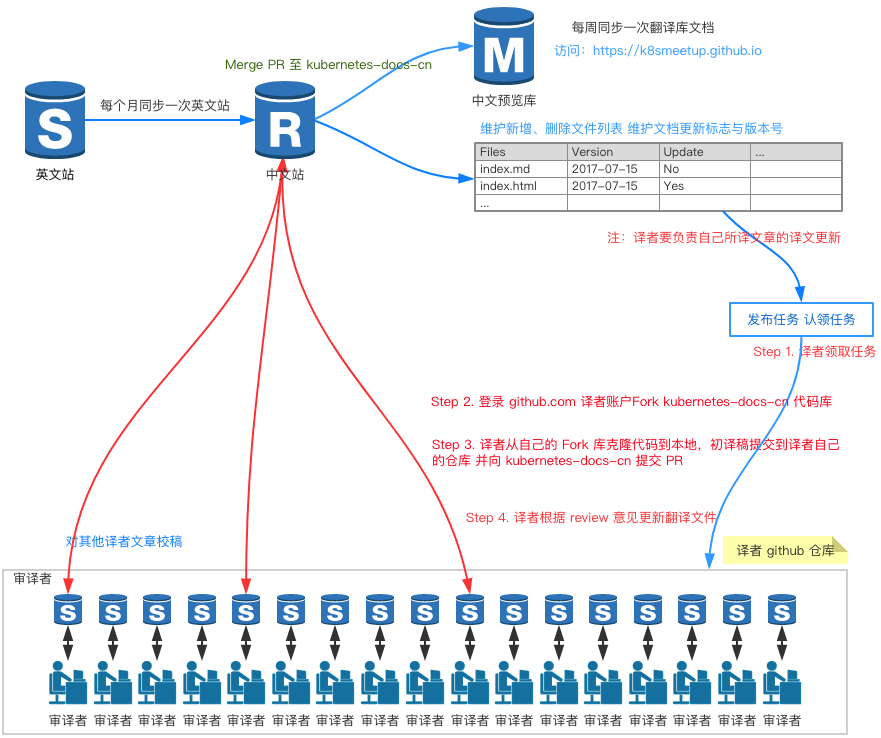 每周同步一次翻译库文档
访问：https://k8smeetup.github.io
M
中文预览库
Merge PR 至 kubernetes-docs-cn
每个月同步一次英文站
S
英文站
R
中文站
维护新增、删除文件列表 维护文档更新标志与版本号
Files Version Update ...
index.md 2017-07-15 No
index.html 2017-07-15 Yes
...
注：译者要负责自己所译文章的译文更新
发布任务 认领任务
Step 1. 译者领取任务
Step 2. 登录 github.com 译者账户Fork kubernetes-docs-cn 代码库
Step 3. 译者从自己的 Fork 库克隆代码到本地，初译稿提交到译者自己
的仓库 并向 kubernetes-docs-cn 提交 PR
Step 4. 译者根据 review 意见更新翻译文件
对其他译者文章校稿
译者 github 仓库
审译者
S S S S S S S S S S S S S S S S S
审译者 审译者 审译者 审译者 审译者 审译者 审译者 审译者 审译者 审译者 审译者 审译者 审译者 审译者 审译者 审译者 审译者